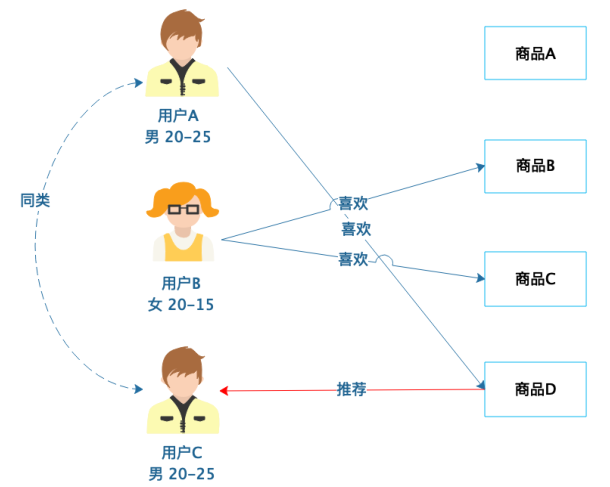 商品A
用户A
男 20-25
商品B
同类
喜欢
喜欢
喜欢
商品C
用户B
女 20-15
推荐
商品D
用户C
男 20-25